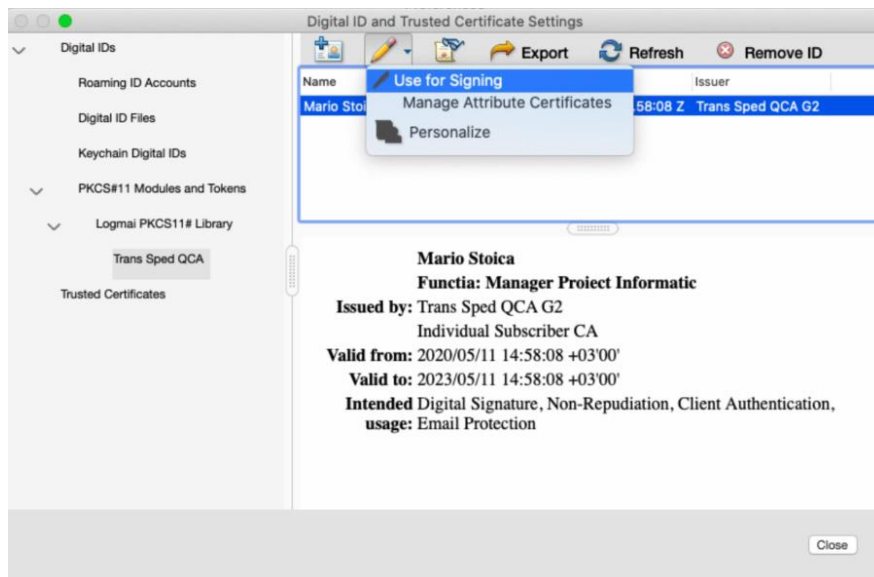 Digital ID and Trusted Certificate Settings
Digital IDs
Roaming ID Accounts
Digital ID Files
Keychain Digital IDs
PKCS#11 Modules and Tokens
Logmai PKCS11# Library
Trans Sped QCA
Trusted Certificates
Export Refresh Remove ID
Name Issuer
Mario Stoi .58:08 Z Trans Sped QCA G2
Use for Signing
Manage Attribute Certificates
Personalize
Mario Stoica
Functia: Manager Proiect Informatic
Issued by: Trans Sped QCA G2
Individual Subscriber CA
Valid from: 2020/05/11 14:58:08 +03'00'
Valid to: 2023/05/11 14:58:08 +03'00'
Intended Digital Signature, Non-Repudiation, Client Authentication,
usage: Email Protection
Close